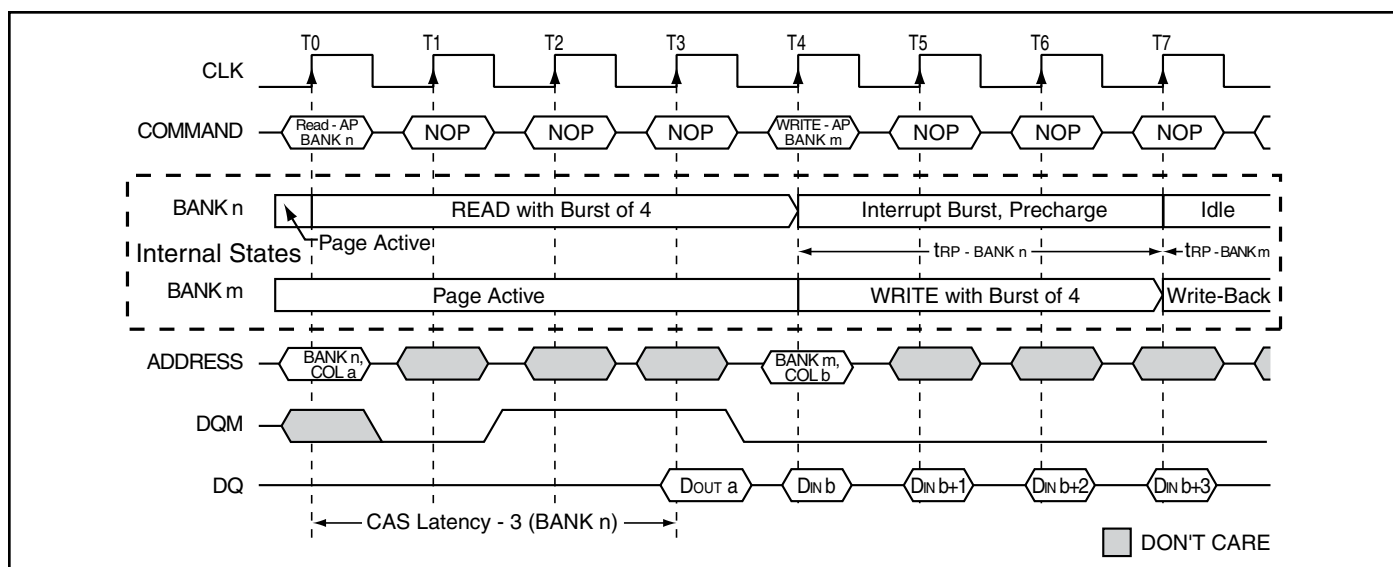 T0 T1 T2 T3 T4 T5 T6 T7
CLK
COMMAND Read - AP NOP NOP NOP WRITE - AP NOP NOP NOP
BANK n BANK m
BANK n READ with Burst of 4 Interrupt Burst, Precharge Idle
Page Active tRP - BANK n tRP - BANK m
Internal States
BANK m Page Active WRITE with Burst of 4 Write-Back
ADDRESS BANK n, BANK m,
COL a COL b
DQM
DQ DOUT a DIN b DIN b+1 DIN b+2 DIN b+3
CAS Latency - 3 (BANK n)
DON'T CARE